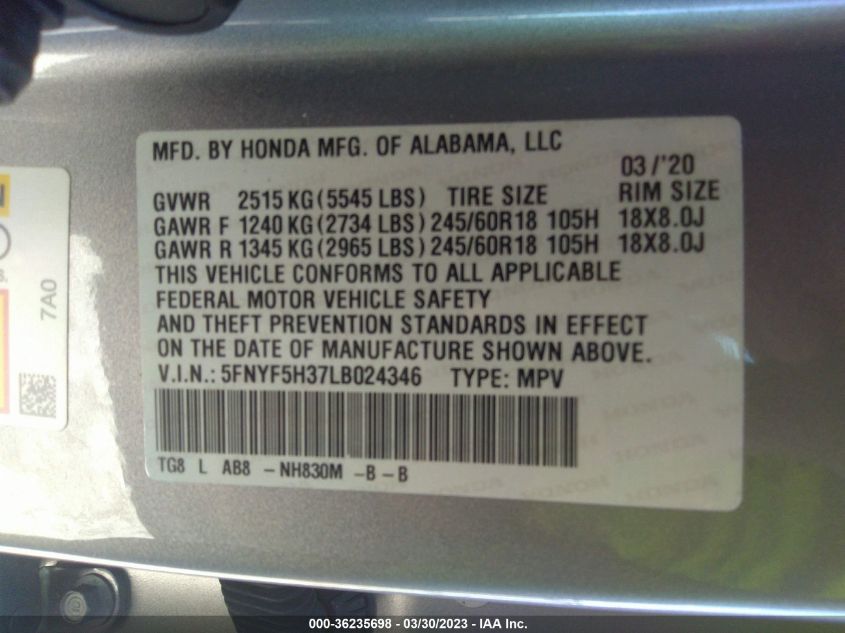 MFD. BY HONDA MFG. OF ALABAMA, LLC
03/'20
GVWR 2515 KG (5545 LBS) TIRE SIZE RIM SIZE
GAWR F 1240 KG (2734 LBS) 245/60R18 105H 18X8.0J
GAWR R 1345 KG (2965 LBS) 245/60R18 105H 18X8.0J
THIS VEHICLE CONFORMS TO ALL APPLICABLE
FEDERAL MOTOR VEHICLE SAFETY
AND THEFT PREVENTION STANDARDS IN EFFECT
ON THE DATE OF MANUFACTURE SHOWN ABOVE.
V.I.N.: 5FNYF5H37LB024346 TYPE: MPV
TG8 L AB8 - NH830M - B - B
7A0
N
S.
000-36235698 - 03/30/2023 - IAA Inc.